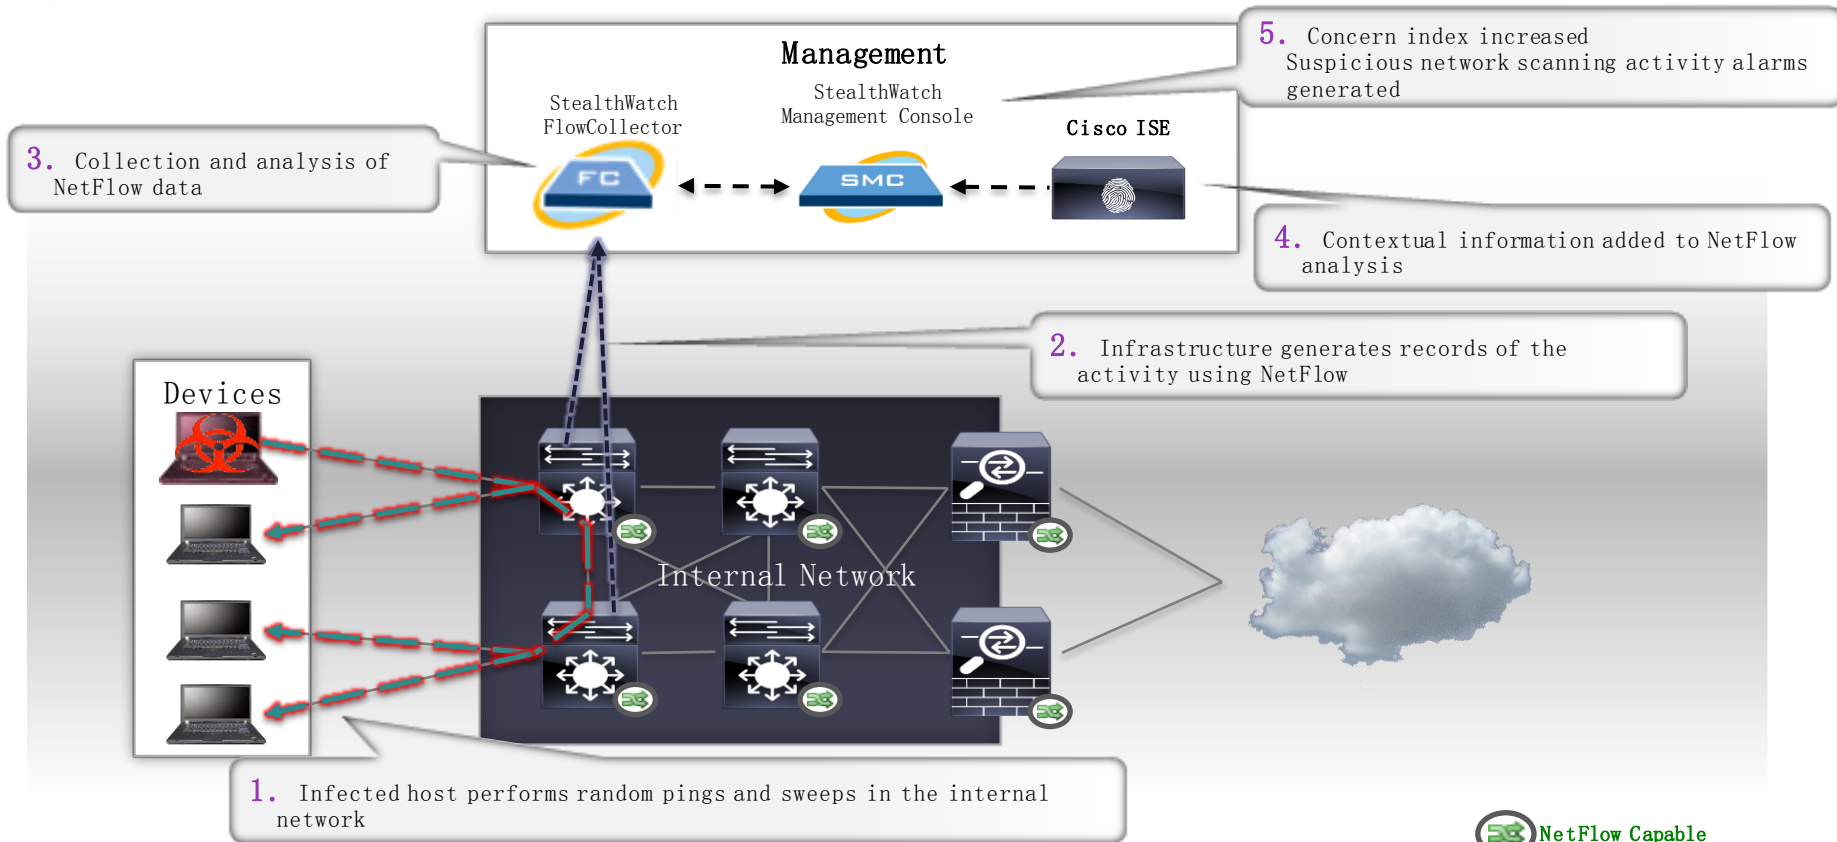 Management
StealthWatch
FlowCollector
StealthWatch
Management Console
Cisco ISE
FC
SMC
5. Concern index increased
Suspicious network scanning activity alarms
generated
3. Collection and analysis of
NetFlow data
4. Contextual information added to NetFlow
analysis
2. Infrastructure generates records of the
activity using NetFlow
Devices
Internal Network
1. Infected host performs random pings and sweeps in the internal
network
NetFlow Capable